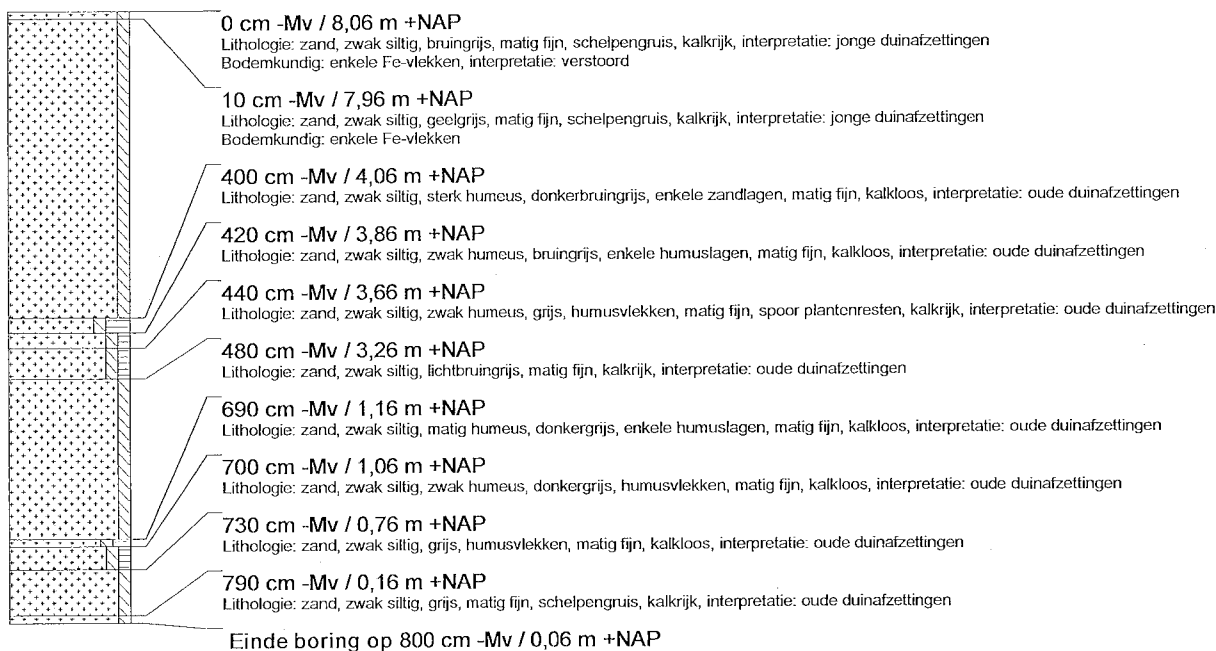 0 cm -Mv / 8,06 m +NAP
Lithologie: zand, zwak siltig, bruingrijs, matig fijn, schelpengruis, kalkrijk, interpretatie: jonge duinafzettingen
Bodemkundig: enkele Fe-vlekken, interpretatie: verstoord
10 cm -Mv / 7,96 m +NAP
Lithologie: zand, zwak siltig, geelgrijs, matig fijn, schelpengruis, kalkrijk, interpretatie: jonge duinafzettingen
Bodemkundig: enkele Fe-vlekken
400 cm -Mv / 4,06 m +NAP
Lithologie: zand, zwak siltig, sterk humeus, donkerbruingrijs, enkele zandlagen, matig fijn, kalkloos, interpretatie: oude duinafzettingen
420 cm -Mv / 3,86 m +NAP
Lithologie: zand, zwak siltig, zwak humeus, bruingrijs, enkele humuslagen, matig fijn, kalkloos, interpretatie: oude duinafzettingen
440 cm -Mv / 3,66 m +NAP
Lithologie: zand, zwak siltig, zwak humeus, grijs, humusvlekken, matig fijn, spoor plantenresten, kalkrijk, interpretatie: oude duinafzettingen
480 cm -Mv / 3,26 m +NAP
Lithologie: zand, zwak siltig, lichtbruingrijs, matig fijn, kalkrijk, interpretatie: oude duinafzettingen
690 cm -Mv / 1,16 m +NAP
Lithologie: zand, zwak siltig, matig humeus, donkergrijs, enkele humuslagen, matig fijn, kalkloos, interpretatie: oude duinafzettingen
700 cm -Mv / 1,06 m +NAP
Lithologie: zand, zwak siltig, zwak humeus, donkergrijs, humusvlekken, matig fijn, kalkloos, interpretatie: oude duinafzettingen
730 cm -Mv / 0,76 m +NAP
Lithologie: zand, zwak siltig, grijs, humusvlekken, matig fijn, kalkloos, interpretatie: oude duinafzettingen
790 cm -Mv / 0,16 m +NAP
Lithologie: zand, zwak siltig, grijs, matig fijn, schelpengruis, kalkrijk, interpretatie: oude duinafzettingen
Einde boring op 800 cm -Mv / 0,06 m +NAP